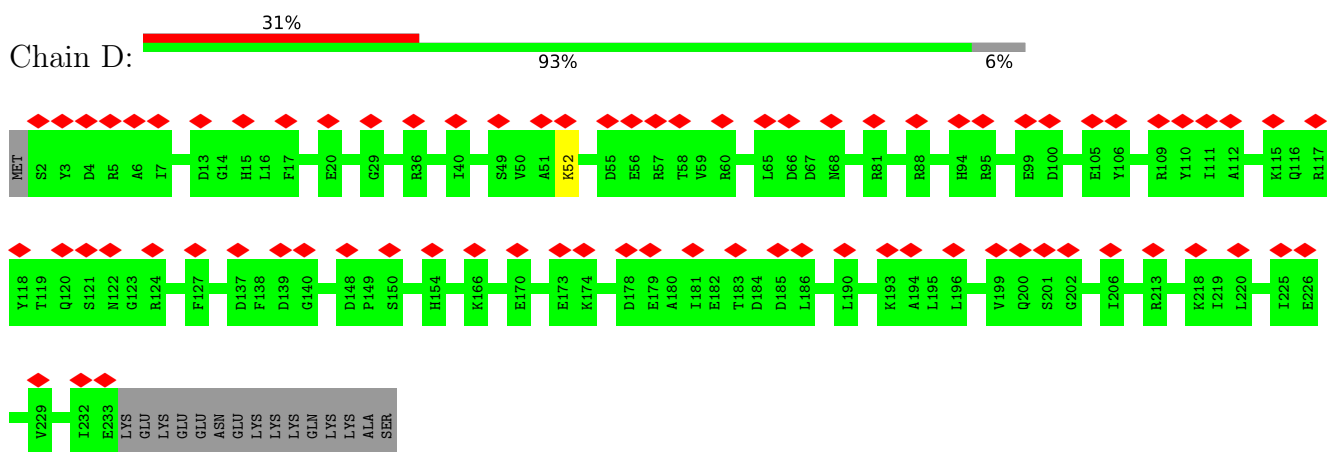 31%
Chain D:
93% 6%
MET S2 Y3 D4 R5 A6 I7 D13 G14 H15 L16 F17 E20 G29 R36 I40 S49 V50 A51 K52 D55 E56 R57 T58 V59 R60 L65 D66 D67 N68 R81 R88 H94 R95 E99 D100 E105 Y106 R109 Y110 I111 A112 K115 Q116 R117
Y118 T119 Q120 S121 N122 G123 R124 F127 D137 F138 D139 G140 D148 P149 S150 H154 K166 E170 E173 K174 D178 E179 A180 I181 E182 T183 D184 D185 L186 L190 K193 A194 L195 L196 V199 Q200 S201 G202 I206 R213 K218 I219 L220 I225 E226
V229 I232 E233 LYS GLU LYS GLU GLU ASN GLU LYS LYS LYS GLN LYS LYS ALA SER